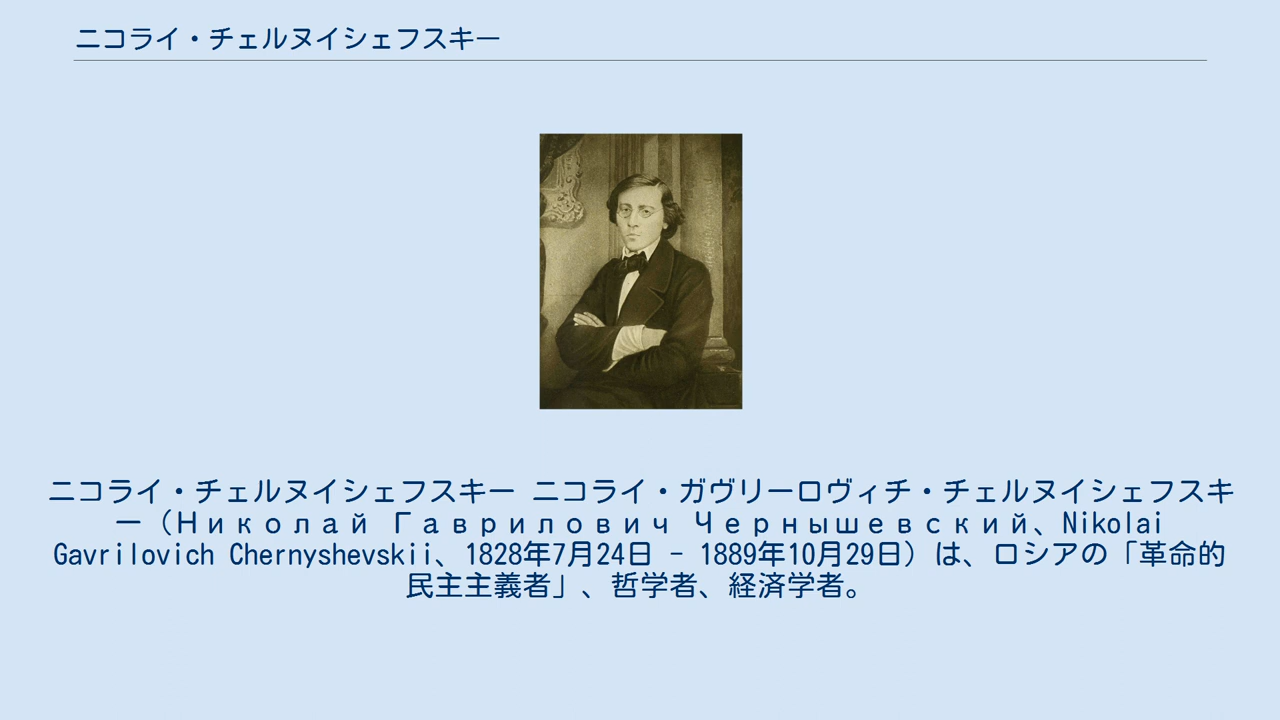 ニコライ・チェルヌイシェフスキー
ニコライ・チェルヌイシェフスキー ニコライ・ガヴリーロヴィチ・チェルヌイシェフスキ
ー（Николай Гаврилович Чернышевский、Nikolai
Gavrilovich Chernyshevskii、1828年7月24日 - 1889年10月29日）は、ロシアの「革命的
民主主義者」、哲学者、経済学者。